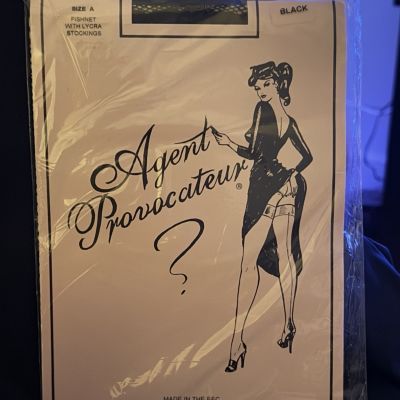 SIZE A
FISHNET
WITH LYCRA
STOCKINGS
BLACK
Agent
Provocateur®
?
MADE IN THE EEC